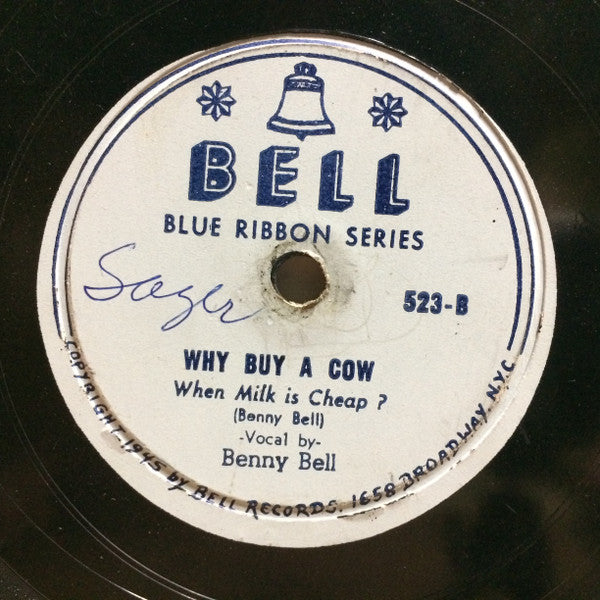 BELL
BLUE RIBBON SERIES
Sager
523-B
WHY BUY A COW
When Milk is Cheap ?
(Benny Bell)
-Vocal by-
Benny Bell
COPYRIGHT-1945 by BELL RECORDS. 1658 BROADWAY. N.Y.C